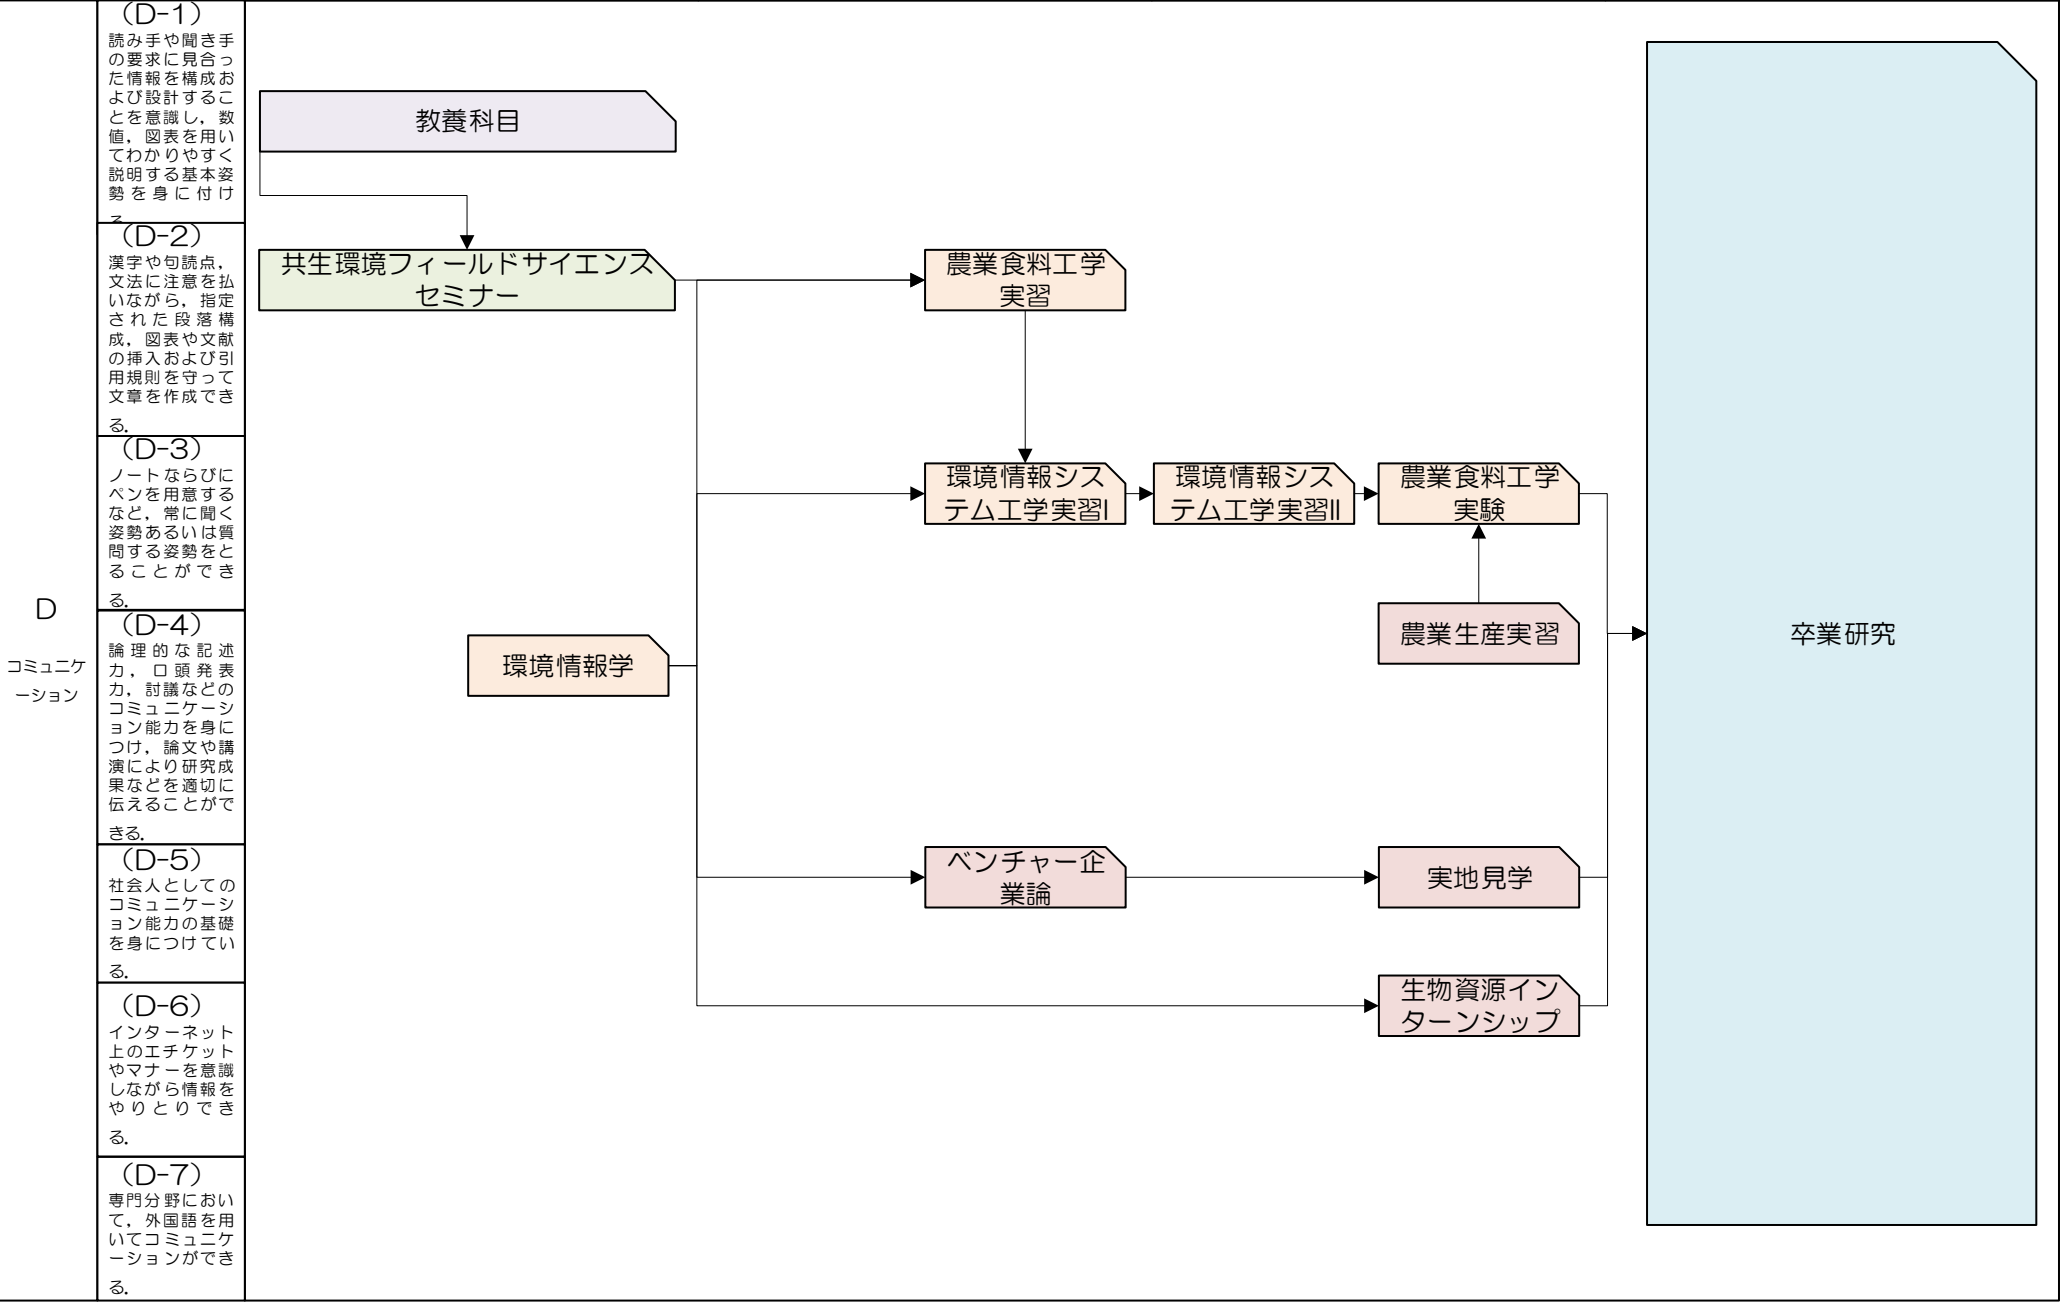 D
コミュニケ
ーション
（D-1）
読み手や聞き手
の要求に見合っ
た情報を構成お
よび設計するこ
とを意識し，数
値，図表を用い
てわかりやすく
説明する基本姿
勢を身に付け
る
（D-2）
漢字や句読点，
文法に注意を払
いながら，指定
された段落構
成，図表や文献
の挿入および引
用規則を守って
文章を作成でき
る．
（D-3）
ノートならびに
ペンを用意する
など，常に聞く
姿勢あるいは質
問する姿勢をと
ることができ
る．
（D-4）
論理的な記述
力，口頭発表
力，討議などの
コミュニケーシ
ョン能力を身に
つけ，論文や講
演により研究成
果などを適切に
伝えることがで
きる．
（D-5）
社会人としての
コミュニケーシ
ョン能力の基礎
を身につけてい
る．
（D-6）
インターネット
上のエチケット
やマナーを意識
しながら情報を
やりとりでき
る．
（D-7）
専門分野におい
て，外国語を用
いてコミュニケ
ーションができ
る．
教養科目
共生環境フィールドサイエンス
セミナー
農業食料工学
実習
環境情報シス
テム工学実習Ⅰ
環境情報シス
テム工学実習Ⅱ
農業食料工学
実験
農業生産実習
環境情報学
ベンチャー企
業論
実地見学
生物資源イン
ターンシップ
卒業研究